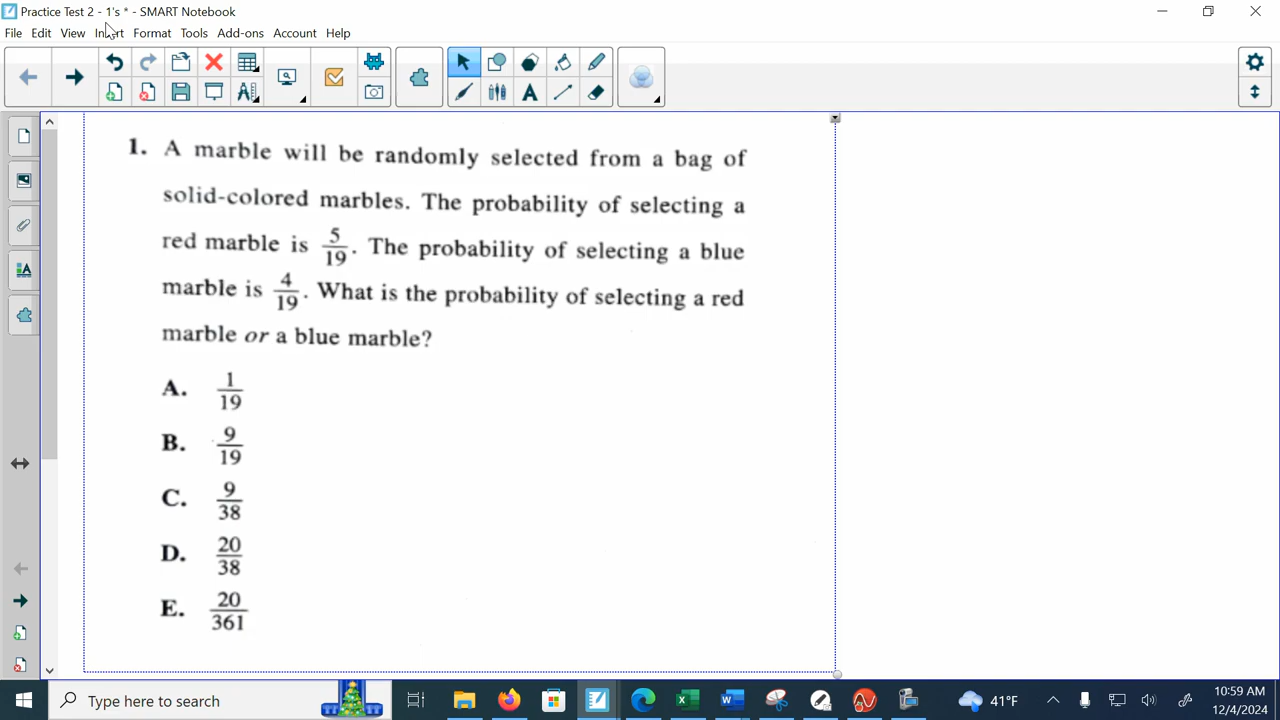 Practice Test 2 - 1's * - SMART Notebook
File Edit View Insert Format Tools Add-ons Account Help
1. A marble will be randomly selected from a bag of
solid-colored marbles. The probability of selecting a
red marble is 5/19. The probability of selecting a blue
marble is 4/19. What is the probability of selecting a red
marble or a blue marble?
A. 1/19
B. 9/19
C. 9/38
D. 20/38
E. 20/361
Type here to search
41°F
10:59 AM
12/4/2024